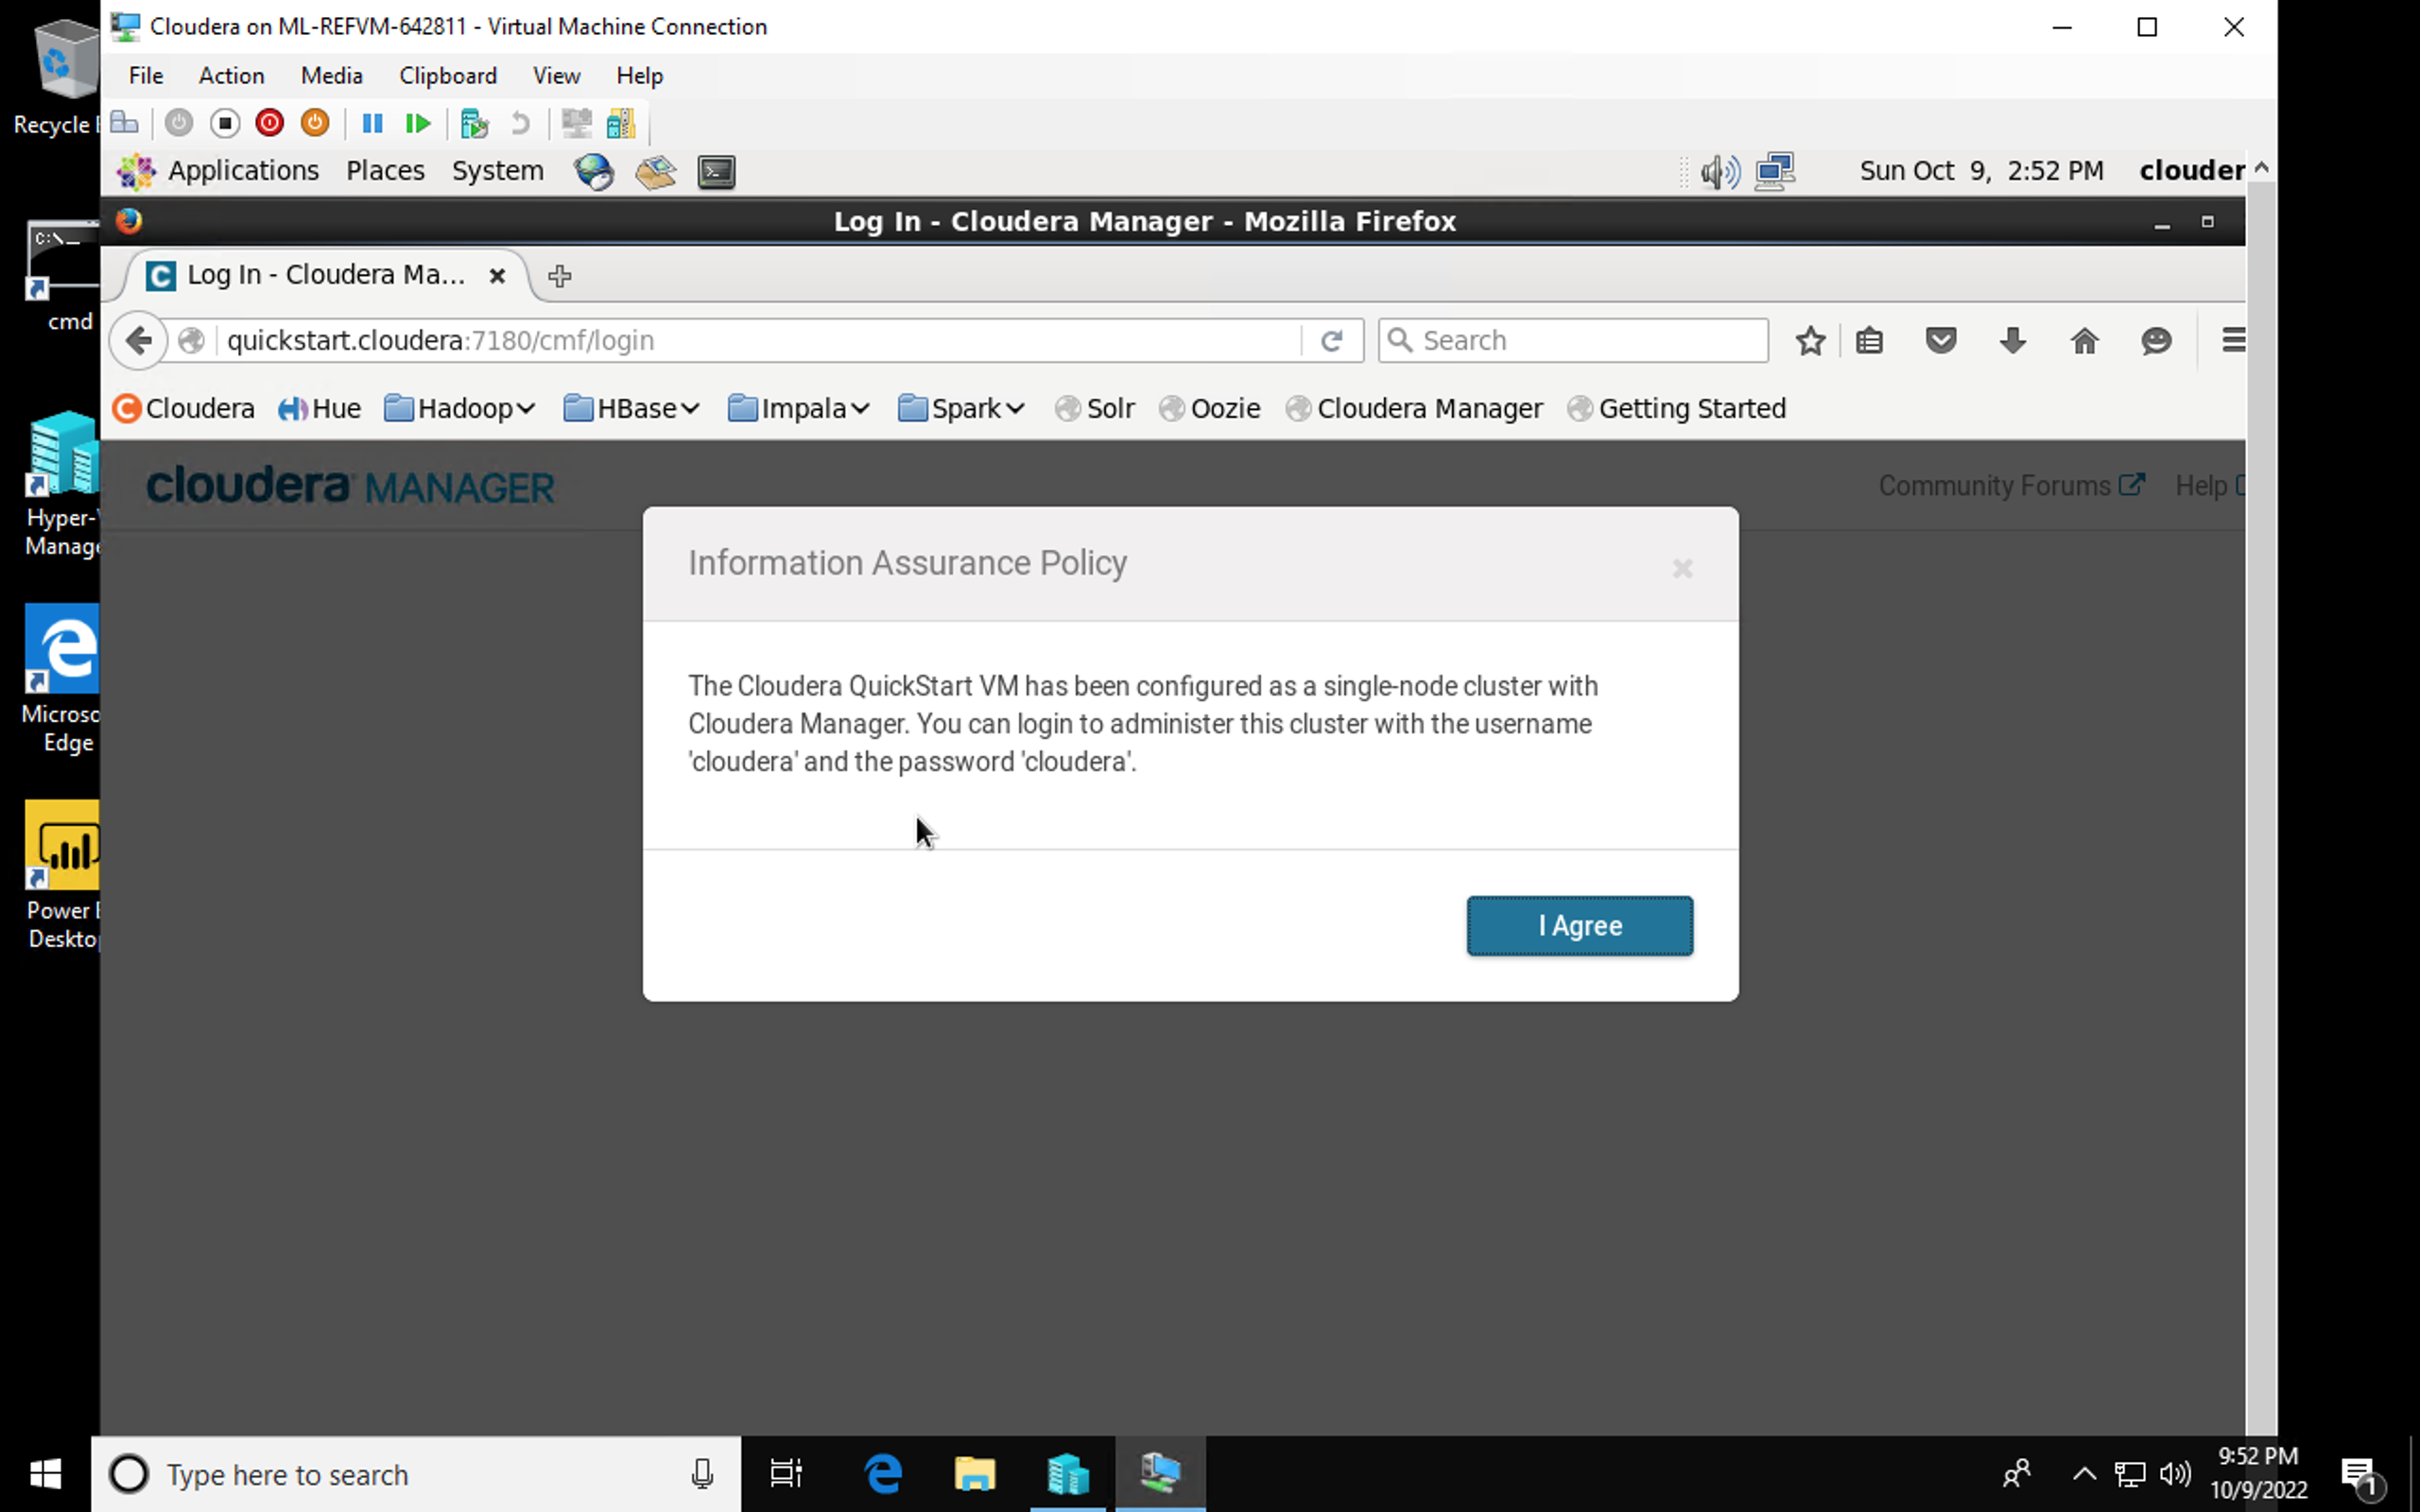 Cloudera on ML-REFVM-642811 - Virtual Machine Connection
File Action Media Clipboard View Help
Applications Places System Sun Oct 9, 2:52 PM clouder
Log In - Cloudera Manager - Mozilla Firefox
Log In - Cloudera Ma...
quickstart.cloudera:7180/cmf/login Search
Cloudera Hue Hadoop HBase Impala Spark Solr Oozie Cloudera Manager Getting Started
cloudera MANAGER Community Forums Help
Information Assurance Policy
The Cloudera QuickStart VM has been configured as a single-node cluster with
Cloudera Manager. You can login to administer this cluster with the username
'cloudera' and the password 'cloudera'.
I Agree
Recycle B
C:\_
cmd
Hyper-V
Manage
Microso
Edge
Power B
Desktop
Type here to search
9:52 PM
10/9/2022
1